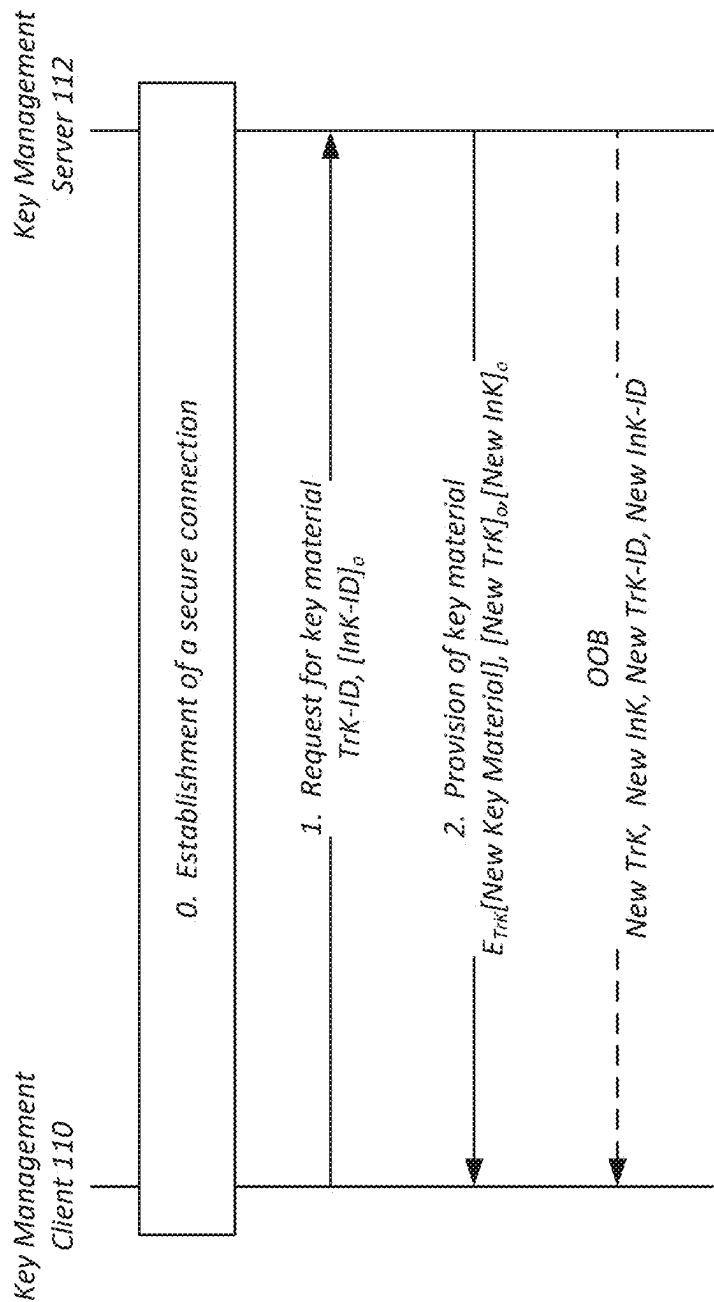 Key Management
Client 110
Key Management
Server 112
0. Establishment of a secure connection
1. Request for key material
TrK-ID, [InK-ID]o
2. Provision of key material
ETrK[New Key Material], [New TrK]o,[New InK]o
OOB
New TrK, New InK, New TrK-ID, New InK-ID